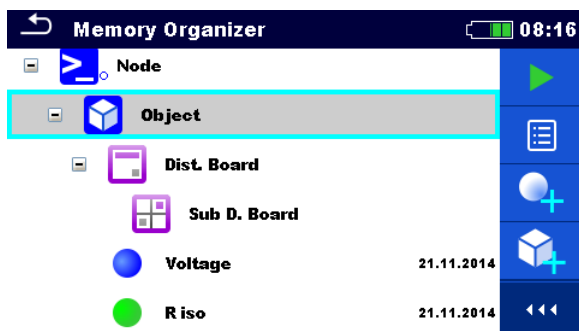 Memory Organizer 08:16
Node
Object
Dist. Board
Sub D. Board
Voltage 21.11.2014
R iso 21.11.2014